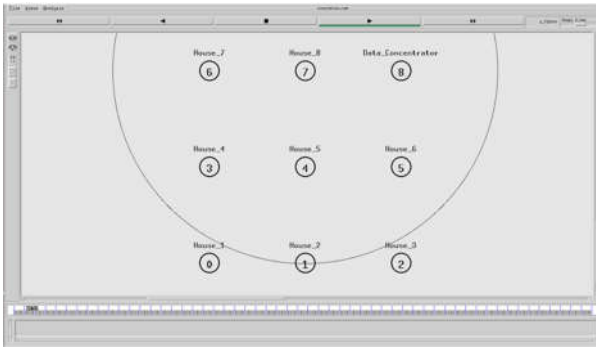 House_7 House_8 Data_Concentrator
6 7 8
House_4 House_5 House_6
3 4 5
House_1 House_2 House_3
0 1 2